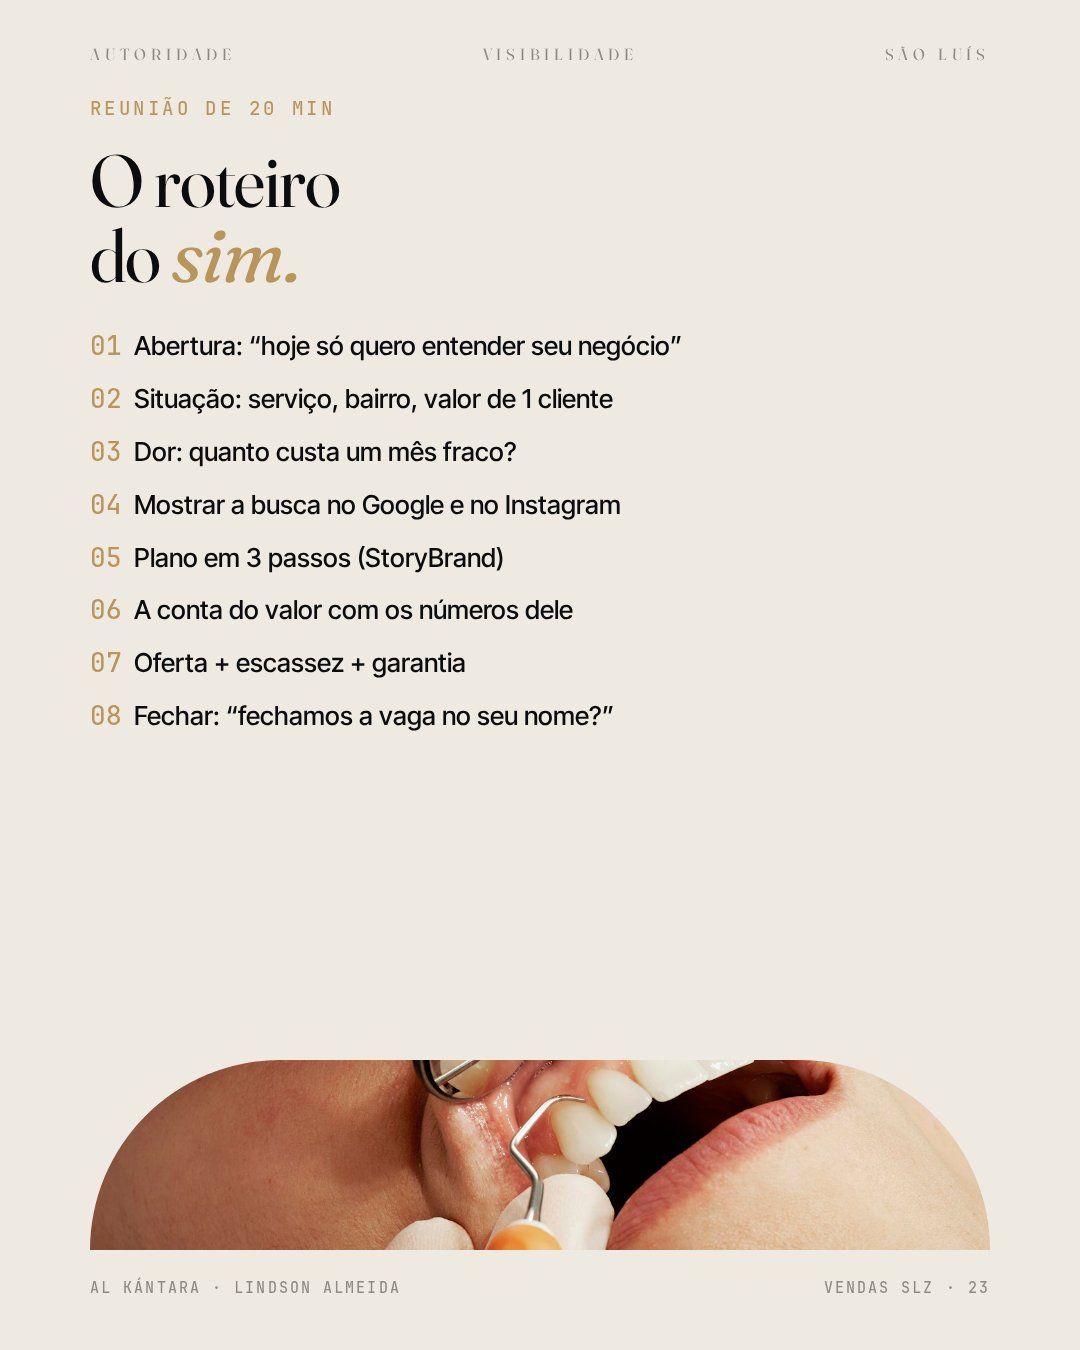 AUTORIDADE VISIBILIDADE SÃO LUÍS
REUNIÃO DE 20 MIN
O roteiro
do sim.
01 Abertura: “hoje só quero entender seu negócio”
02 Situação: serviço, bairro, valor de 1 cliente
03 Dor: quanto custa um mês fraco?
04 Mostrar a busca no Google e no Instagram
05 Plano em 3 passos (StoryBrand)
06 A conta do valor com os números dele
07 Oferta + escassez + garantia
08 Fechar: “fechamos a vaga no seu nome?”
AL KÁNTARA · LINDSON ALMEIDA VENDAS SLZ · 23